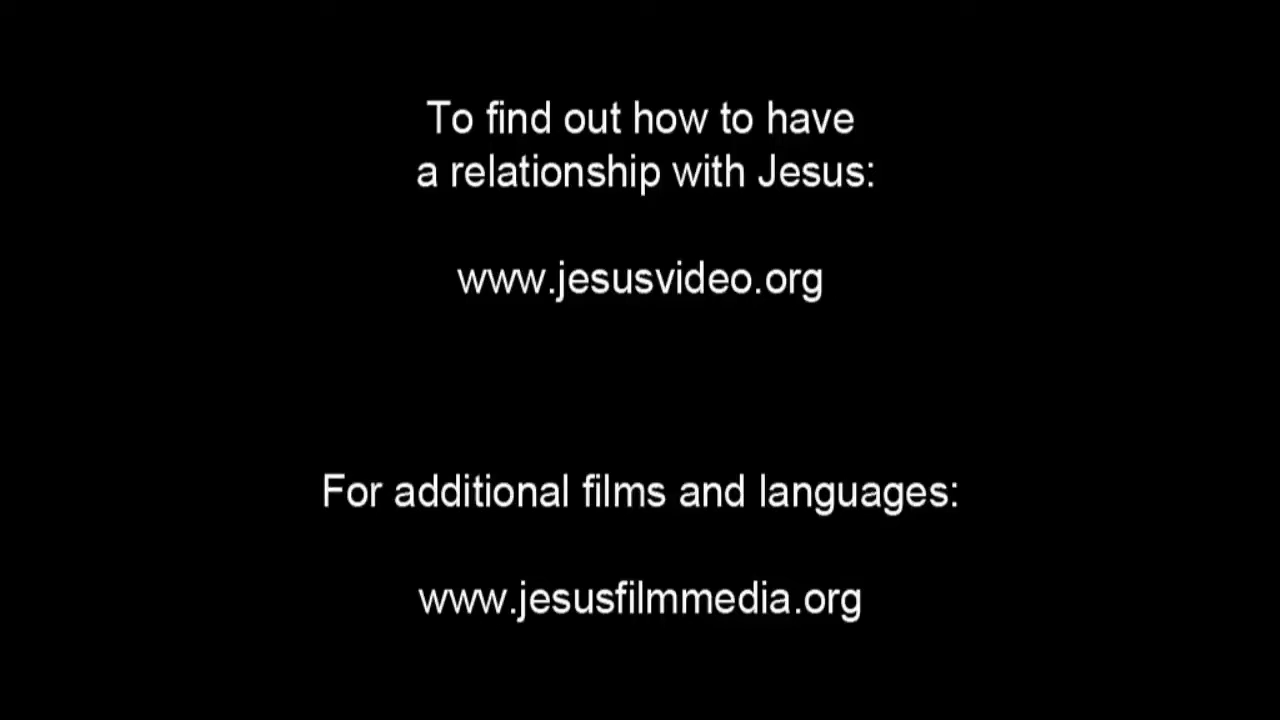 To find out how to have
a relationship with Jesus:
www.jesusvideo.org
For additional films and languages:
www.jesusfilmmedia.org